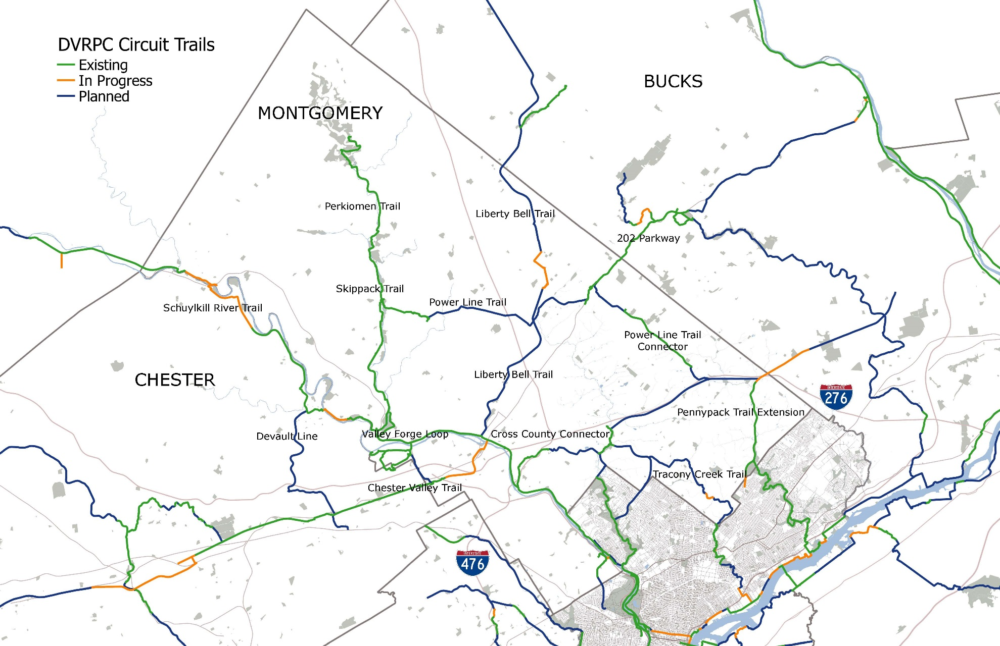 DVRPC Circuit Trails
Existing
In Progress
Planned
BUCKS
MONTGOMERY
Perkiomen Trail
Liberty Bell Trail
202 Parkway
Skippack Trail
Power Line Trail
Schuylkill River Trail
Power Line Trail
Connector
Liberty Bell Trail
CHESTER
INTERSTATE
276
Pennypack Trail Extension
Devault Line
Valley Forge Loop
Cross County Connector
Tracony Creek Trail
Chester Valley Trail
INTERSTATE
476